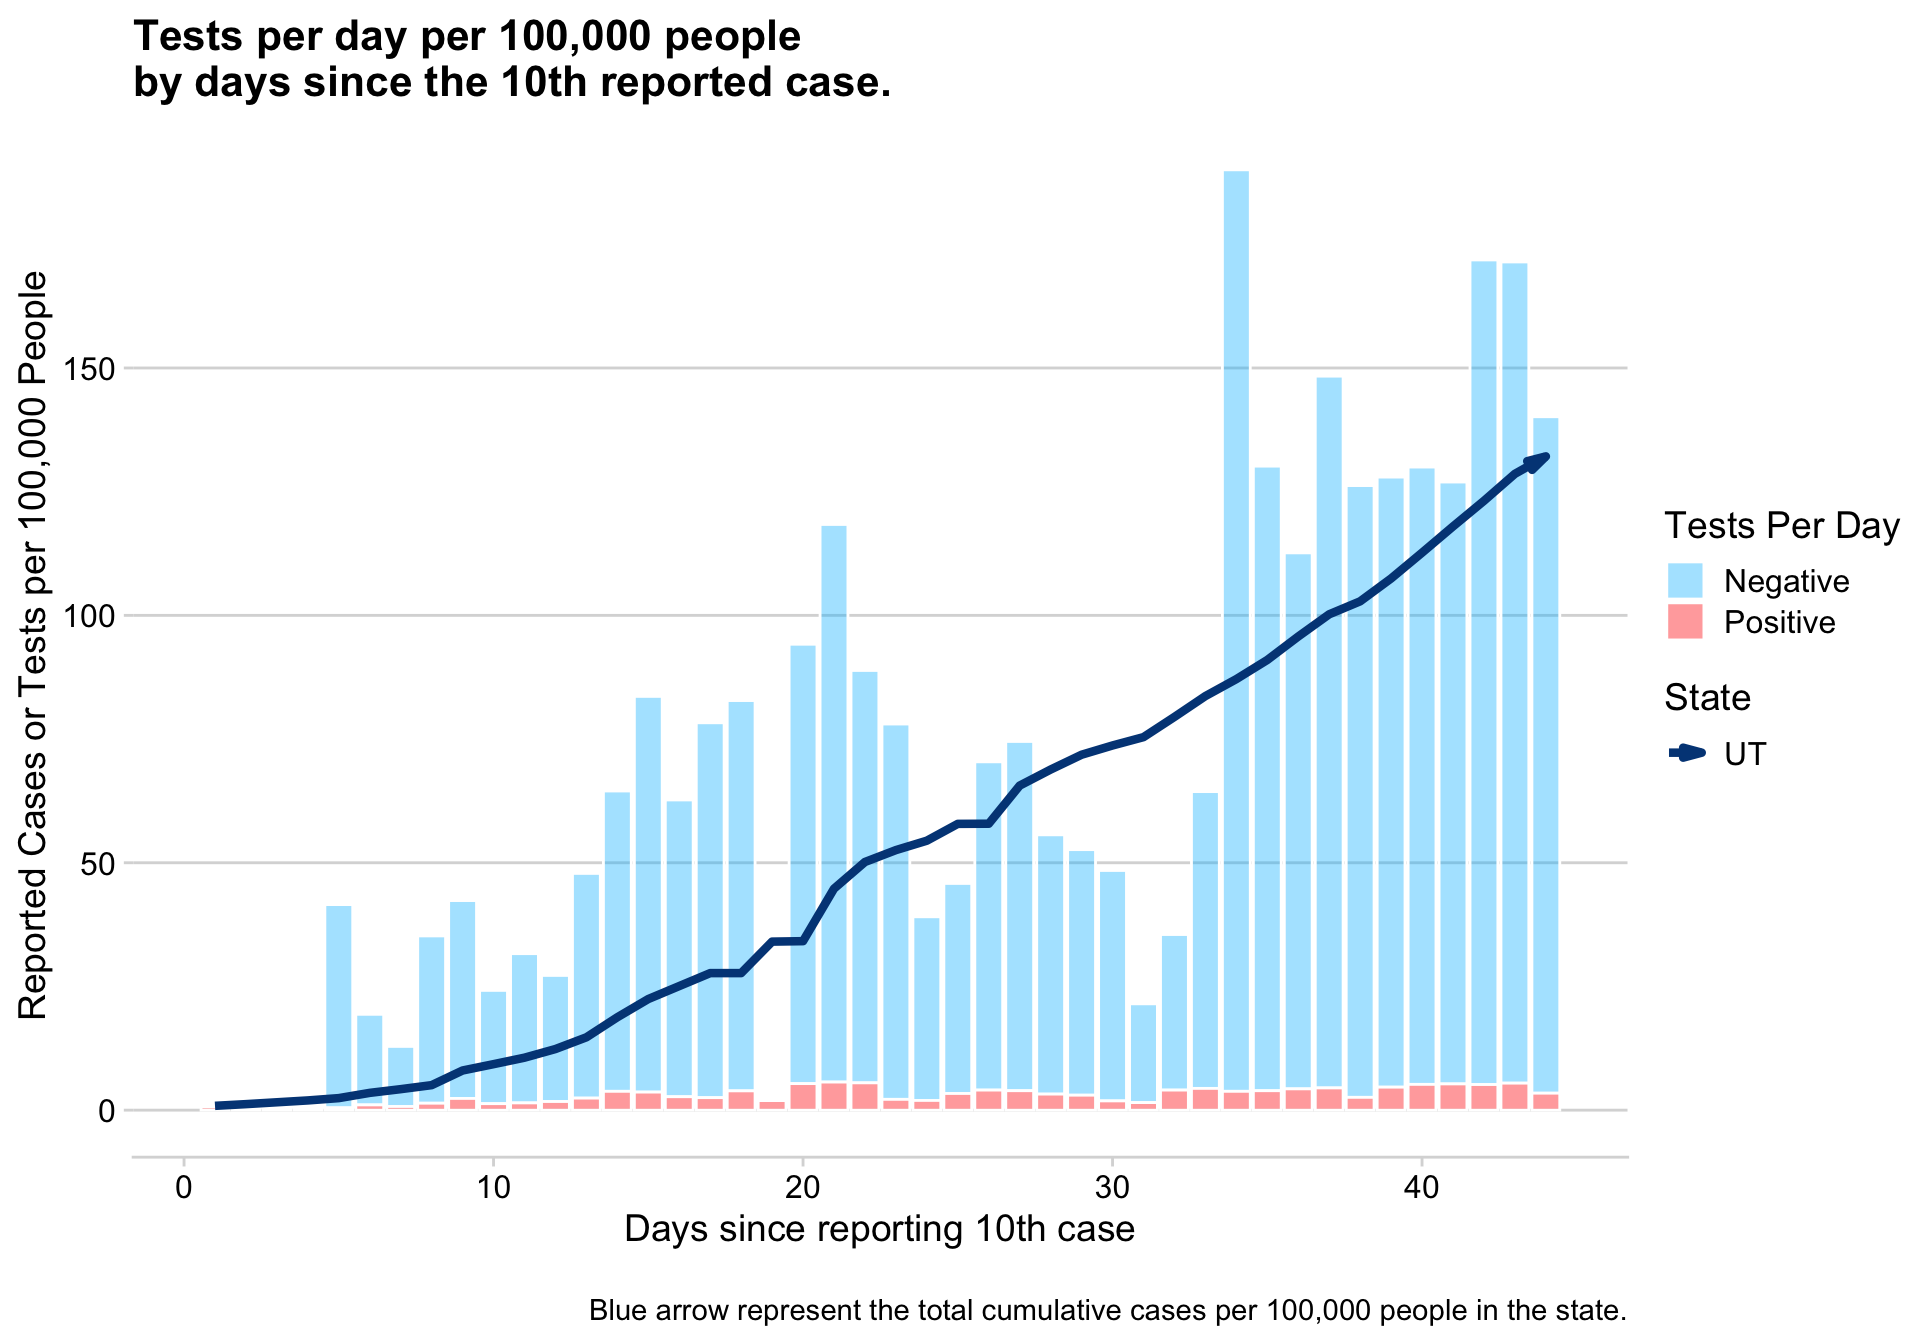 Tests per day per 100,000 people
by days since the 10th reported case.
Reported Cases or Tests per 100,000 People
150
100
50
0
0
10
20
30
40
Days since reporting 10th case
Tests Per Day
Negative
Positive
State
UT
Blue arrow represent the total cumulative cases per 100,000 people in the state.